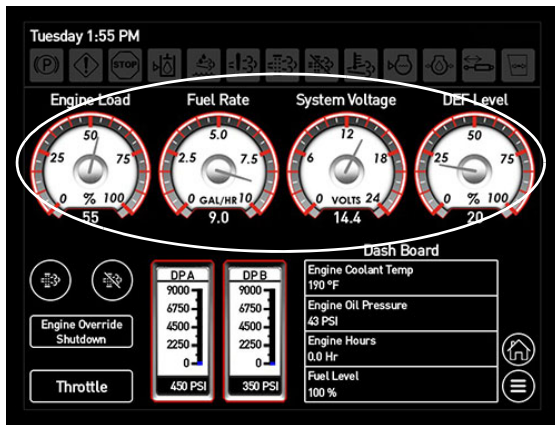 Tuesday 1:55 PM
(P) STOP
Engine Load Fuel Rate System Voltage DEF Level
50 5.0 12 50
25 75 2.5 7.5 6 18 25 75
0 % 100 0 GAL/HR 10 0 VOLTS 24 0 % 100
55 9.0 14.4 20
Dash Board
DP A DP B
9000 9000
6750 6750
4500 4500
2250 2250
0 0
450 PSI 350 PSI
Engine Override
Shutdown
Throttle
Engine Coolant Temp
190 °F
Engine Oil Pressure
43 PSI
Engine Hours
0.0 Hr
Fuel Level
100 %